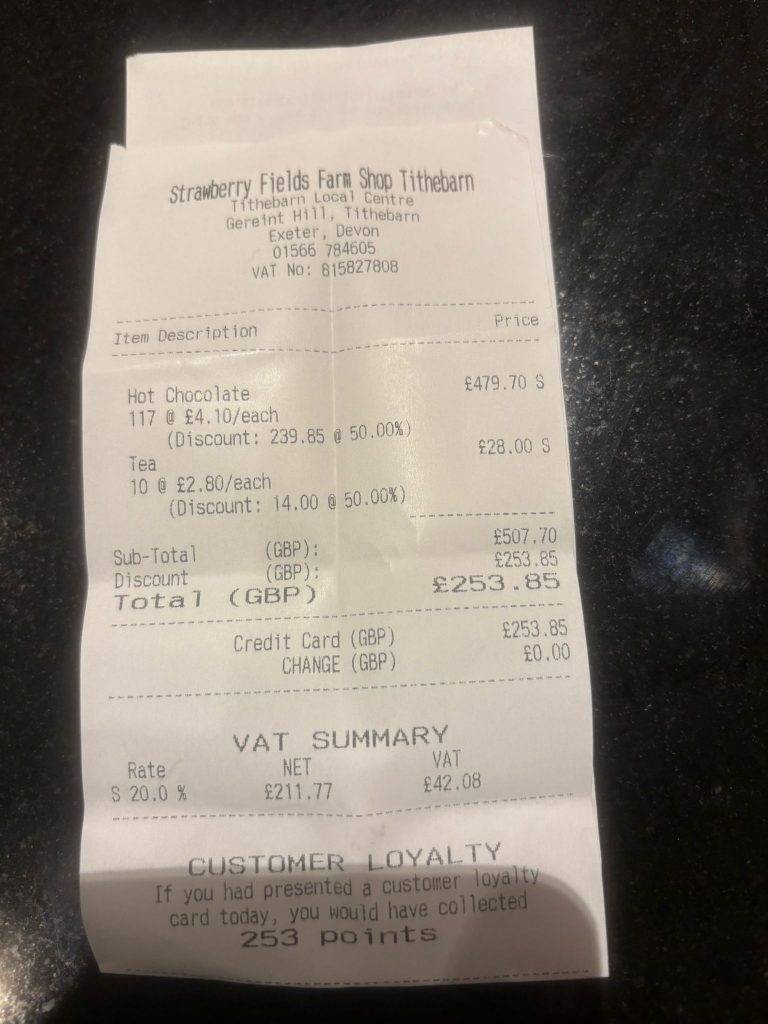 Strawberry Fields Farm Shop Tithebarn
Tithebarn Local Centre
Gereint Hill, Tithebarn
Exeter, Devon
01566 784605
VAT No: 815827808
Item Description Price
Hot Chocolate £479.70 S
117 @ £4.10/each
(Discount: 239.85 @ 50.00%)
Tea £28.00 S
10 @ £2.80/each
(Discount: 14.00 @ 50.00%)
Sub-Total (GBP): £507.70
Discount (GBP): £253.85
Total (GBP) £253.85
Credit Card (GBP) £253.85
CHANGE (GBP) £0.00
VAT SUMMARY
Rate NET VAT
S 20.0 % £211.77 £42.08
CUSTOMER LOYALTY
If you had presented a customer loyalty
card today, you would have collected
253 points